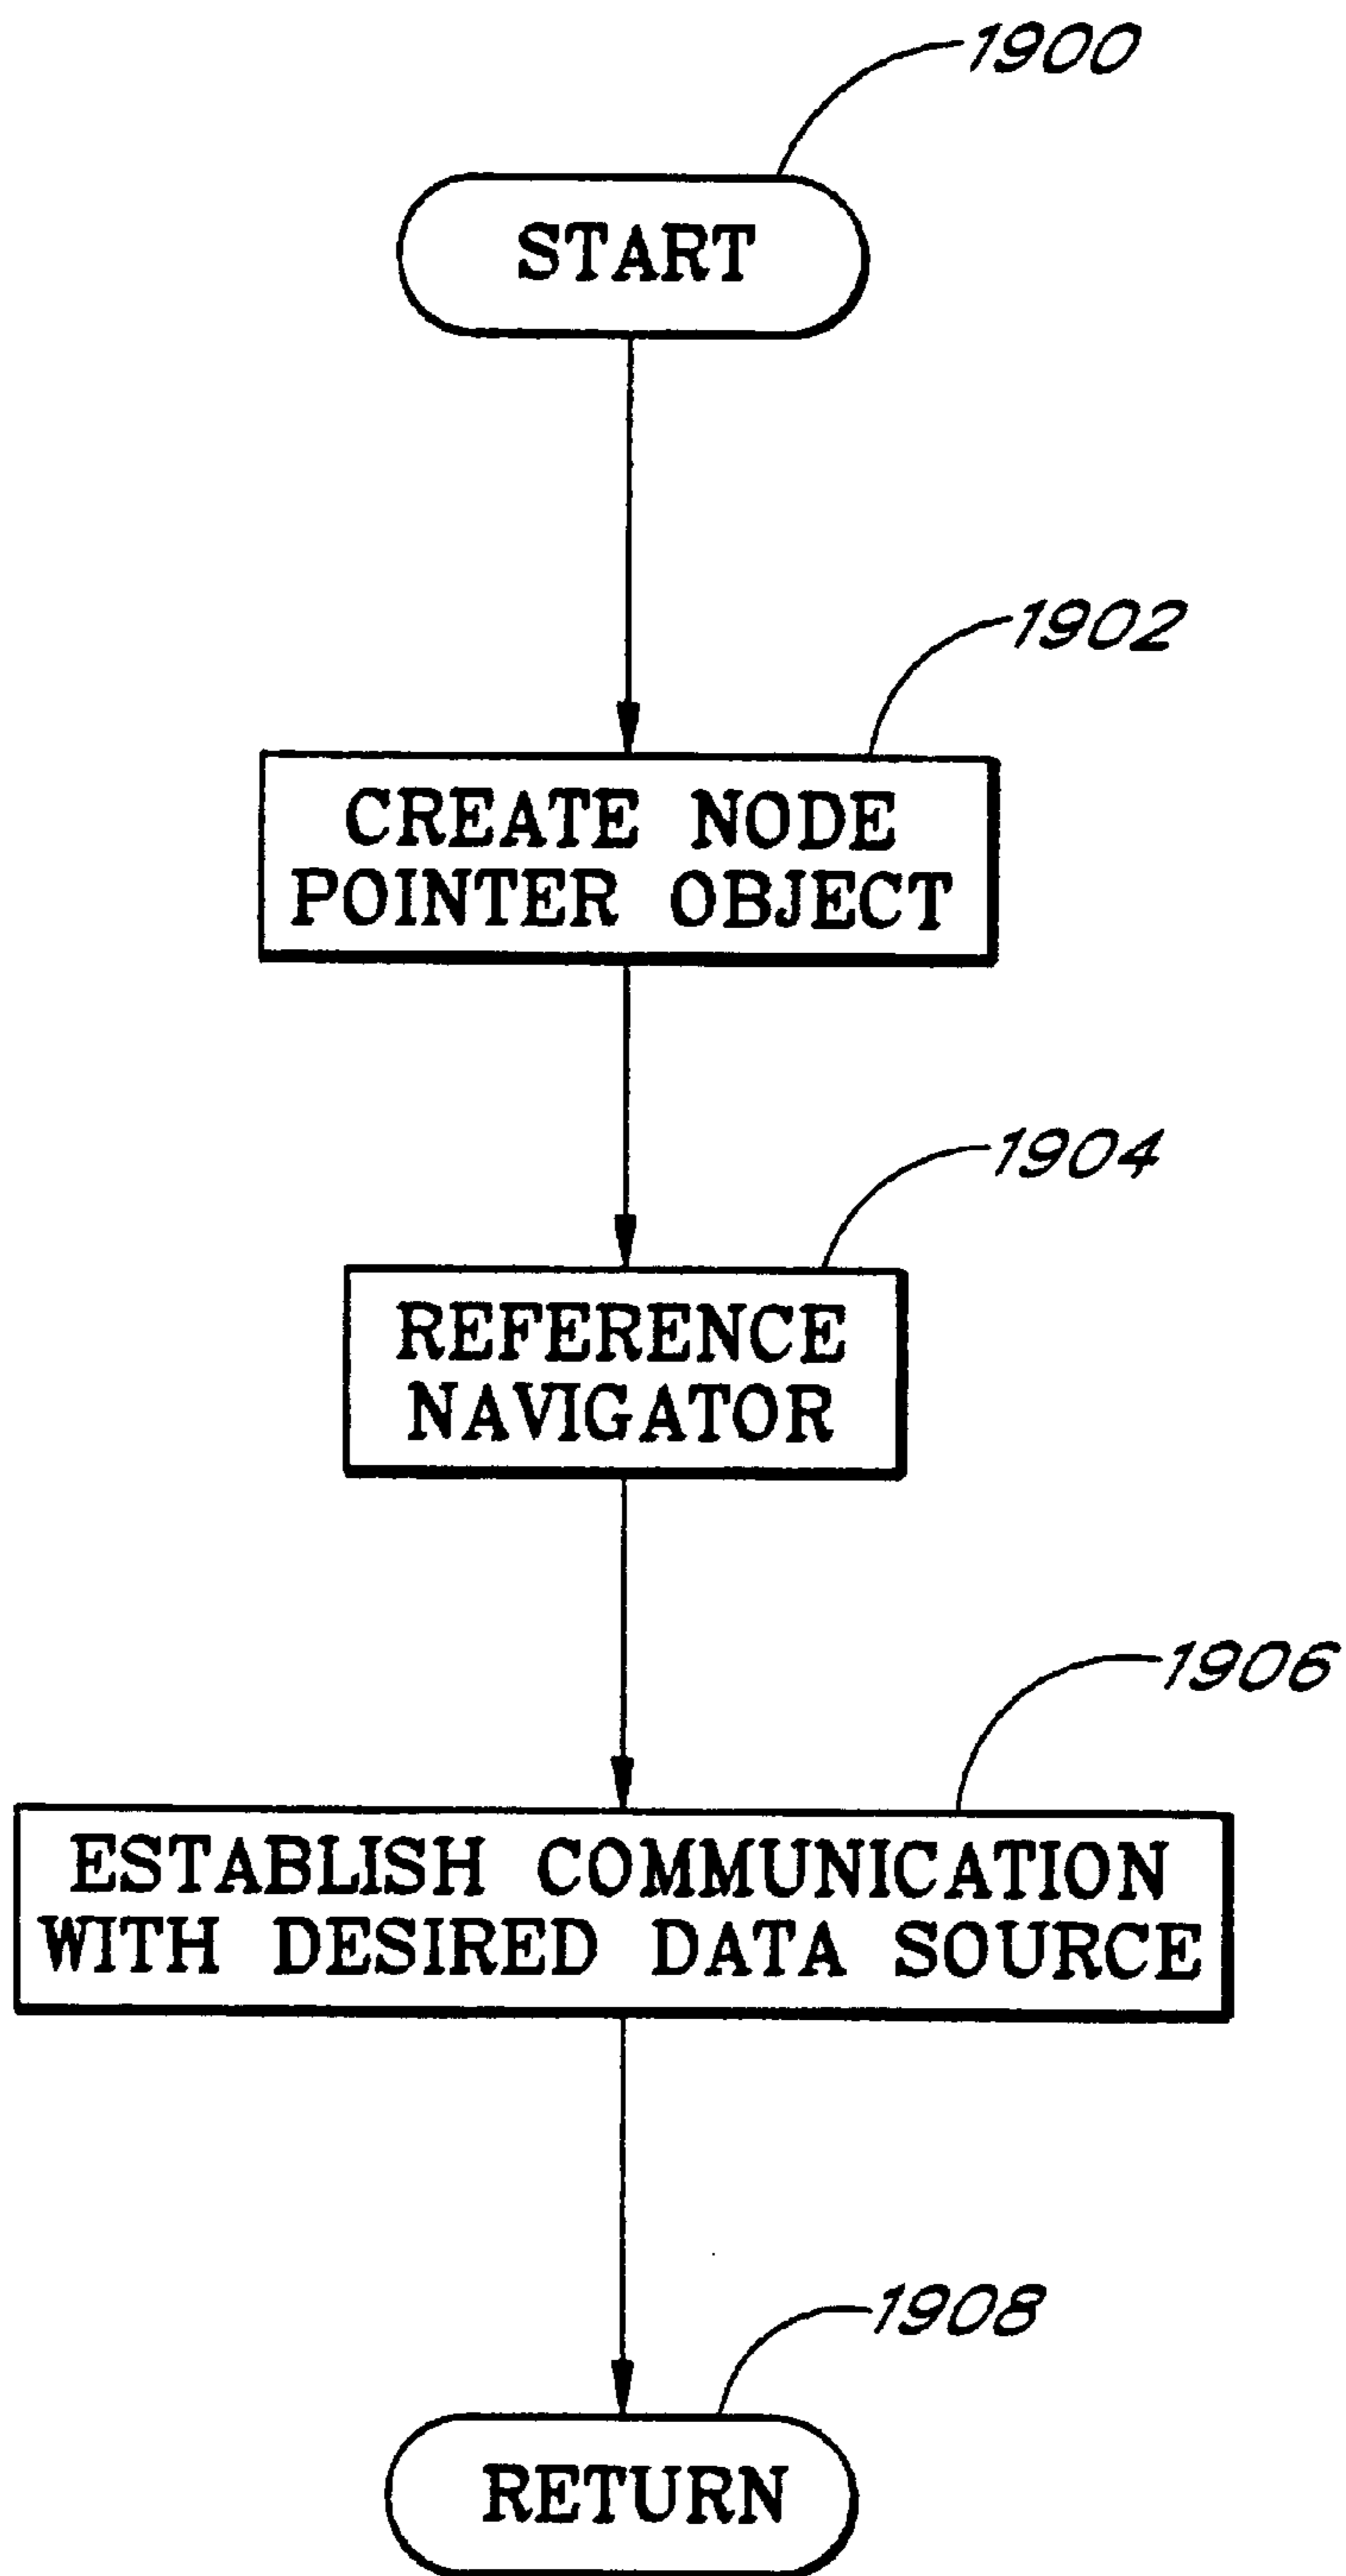 1900
START
1902
CREATE NODE
POINTER OBJECT
1904
REFERENCE
NAVIGATOR
1906
ESTABLISH COMMUNICATION
WITH DESIRED DATA SOURCE
1908
RETURN